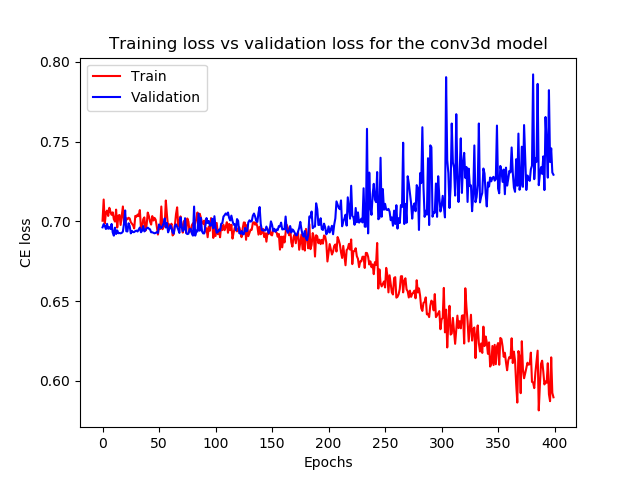 Training loss vs validation loss for the conv3d model
Train
Validation
0.80
0.75
0.70
0.65
0.60
CE loss
0 50 100 150 200 250 300 350 400
Epochs